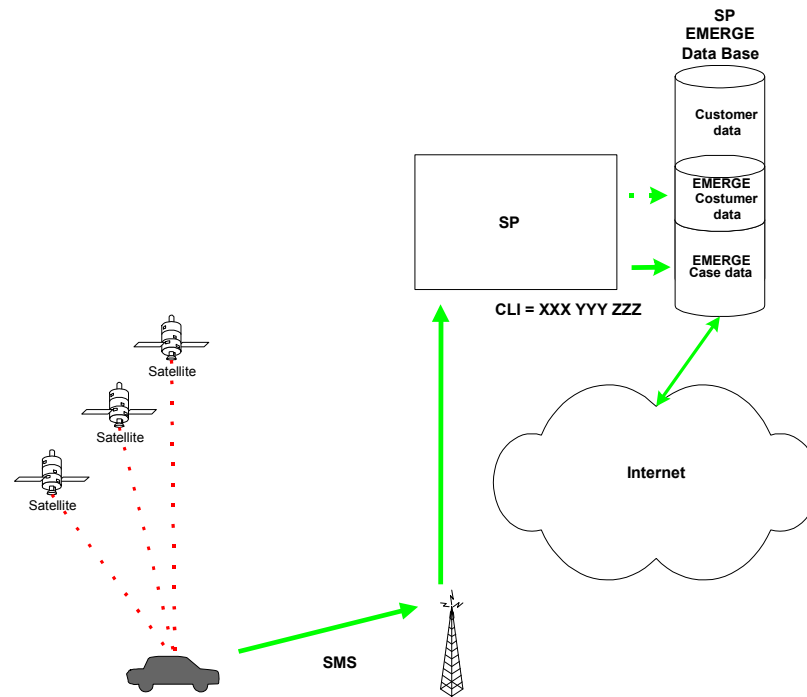 SP
EMERGE
Data Base
Customer
data
EMERGE
Costumer
data
EMERGE
Case data
SP
CLI = XXX YYY ZZZ
Satellite
Satellite
Satellite
Internet
SMS